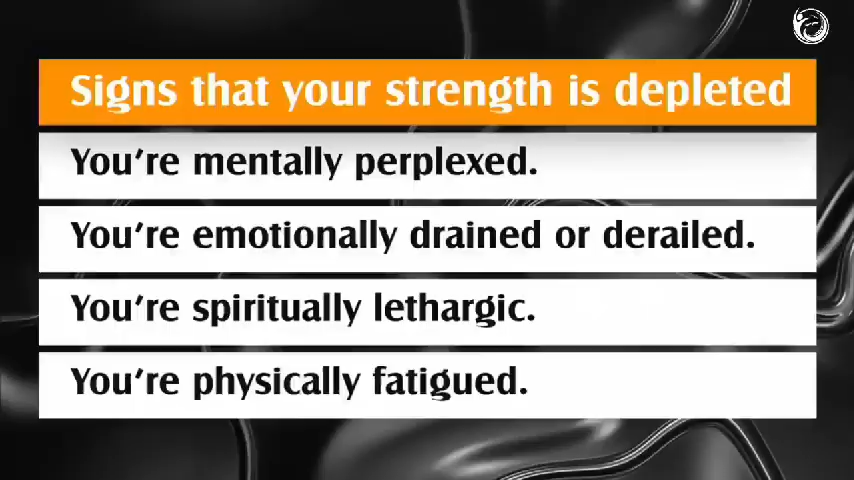 Signs that your strength is depleted
You're mentally perplexed.
You're emotionally drained or derailed.
You're spiritually lethargic.
You're physically fatigued.